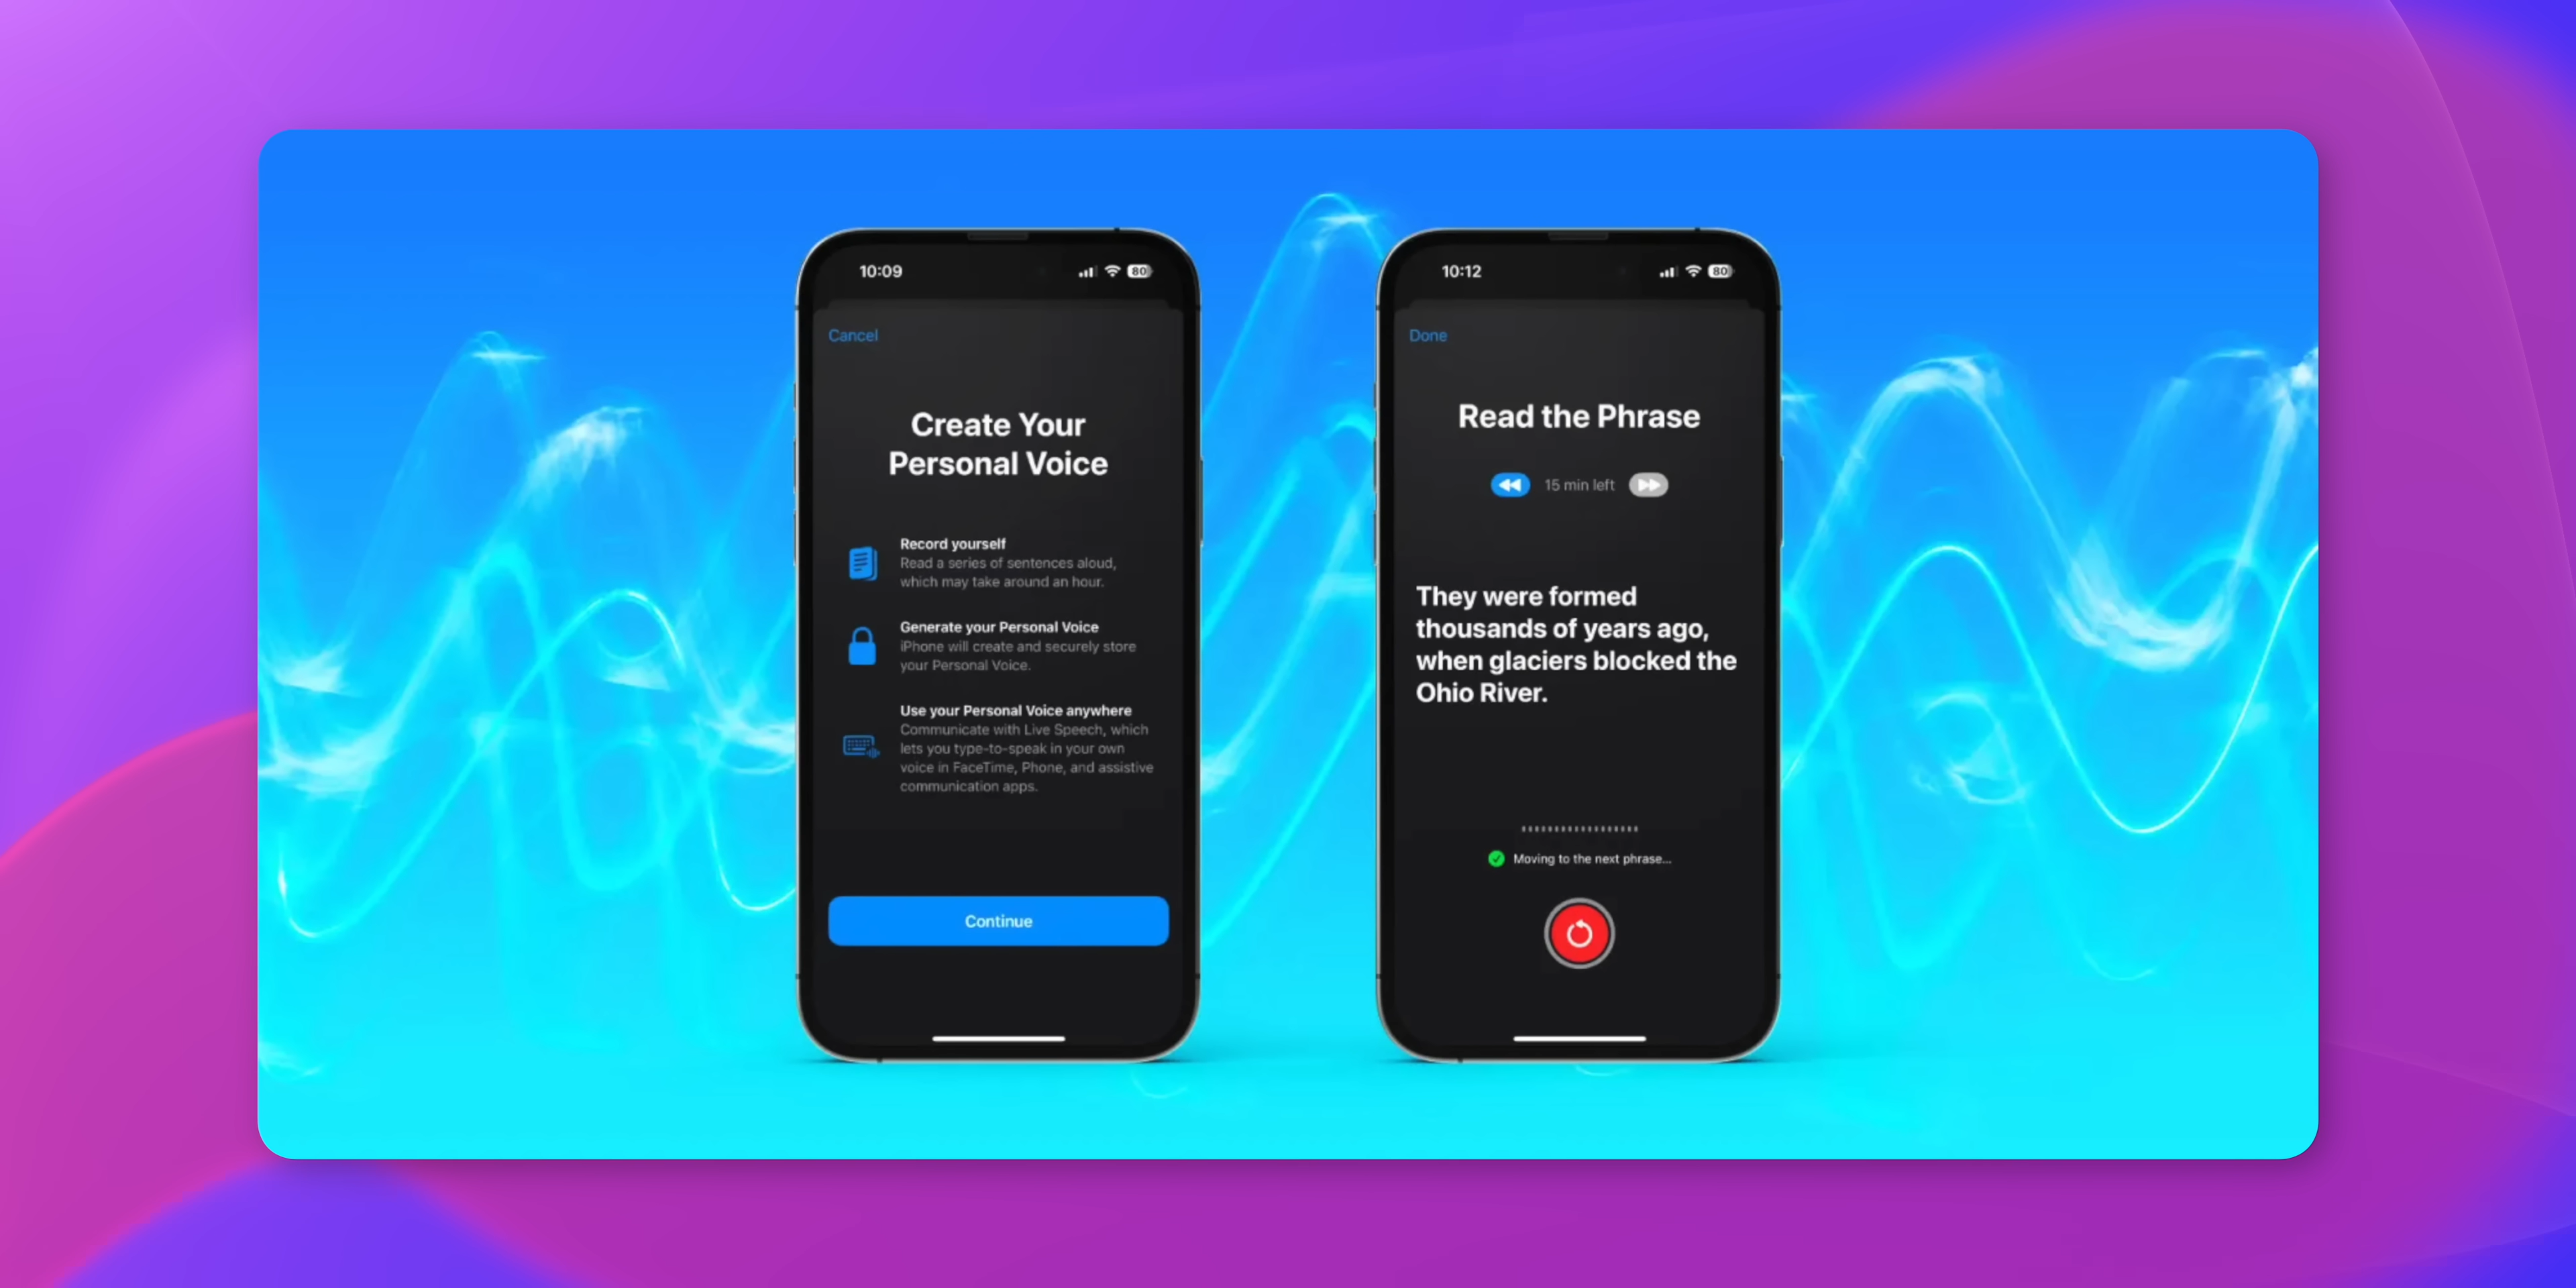 10:09
80
Cancel
Create Your
Personal Voice
Record yourself
Read a series of sentences aloud,
which may take around an hour.
Generate your Personal Voice
iPhone will create and securely store
your Personal Voice.
Use your Personal Voice anywhere
Communicate with Live Speech, which
lets you type-to-speak in your own
voice in FaceTime, Phone, and assistive
communication apps.
Continue
10:12
80
Done
Read the Phrase
15 min left
They were formed
thousands of years ago,
when glaciers blocked the
Ohio River.
Moving to the next phrase...